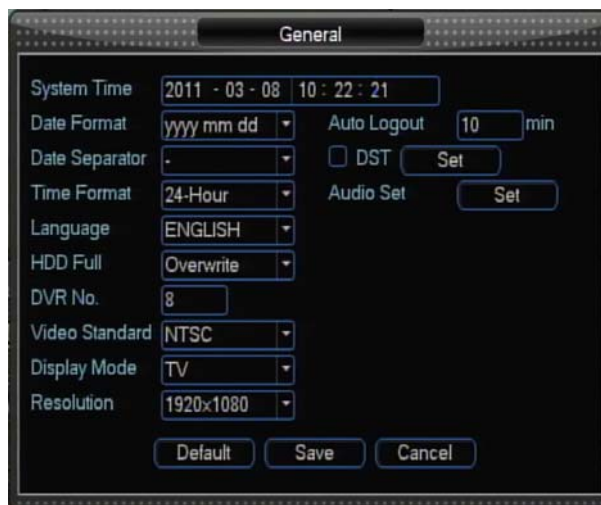 General
System Time 2011 - 03 - 08 10 : 22 : 21
Date Format yyyy mm dd Auto Logout 10 min
Date Separator - DST Set
Time Format 24-Hour Audio Set Set
Language ENGLISH
HDD Full Overwrite
DVR No. 8
Video Standard NTSC
Display Mode TV
Resolution 1920x1080
Default Save Cancel